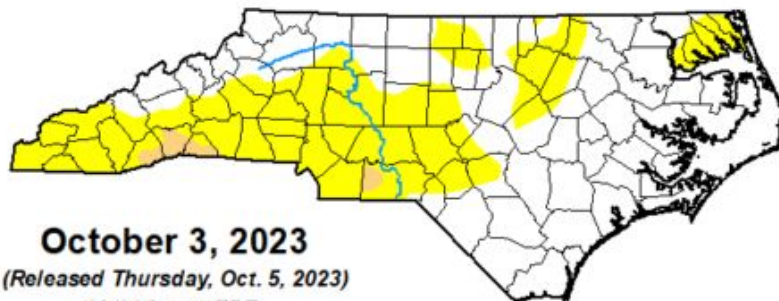 October 3, 2023
(Released Thursday, Oct. 5, 2023)